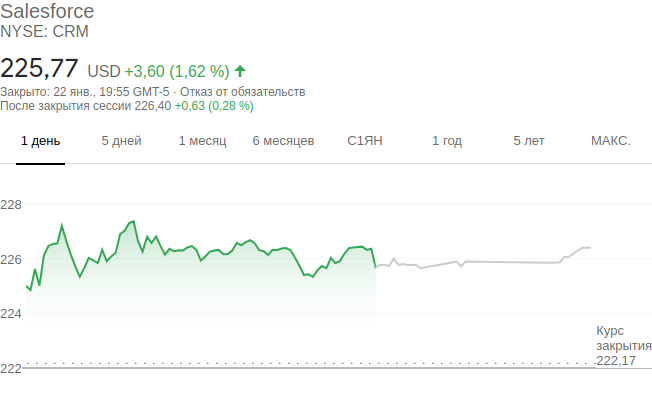 Salesforce
NYSE: CRM
225,77 USD +3,60 (1,62 %)
Закрыто: 22 янв., 19:55 GMT-5 · Отказ от обязательств
После закрытия сессии 226,40 +0,63 (0,28 %)
1 день 5 дней 1 месяц 6 месяцев С1ЯН 1 год 5 лет МАКС.
228
226
224
Курс
закрытия
222,17
222